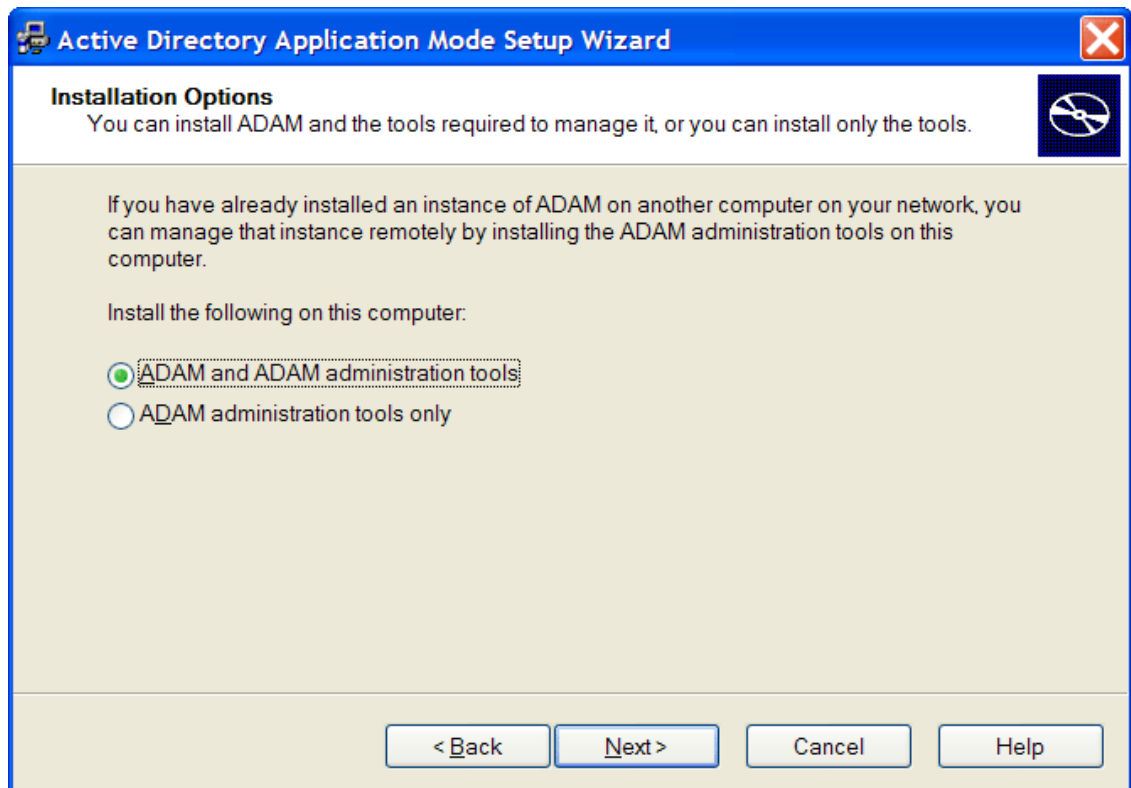 Active Directory Application Mode Setup Wizard
Installation Options
You can install ADAM and the tools required to manage it, or you can install only the tools.
If you have already installed an instance of ADAM on another computer on your network, you
can manage that instance remotely by installing the ADAM administration tools on this
computer.
Install the following on this computer:
ADAM and ADAM administration tools
ADAM administration tools only
< Back Next > Cancel Help